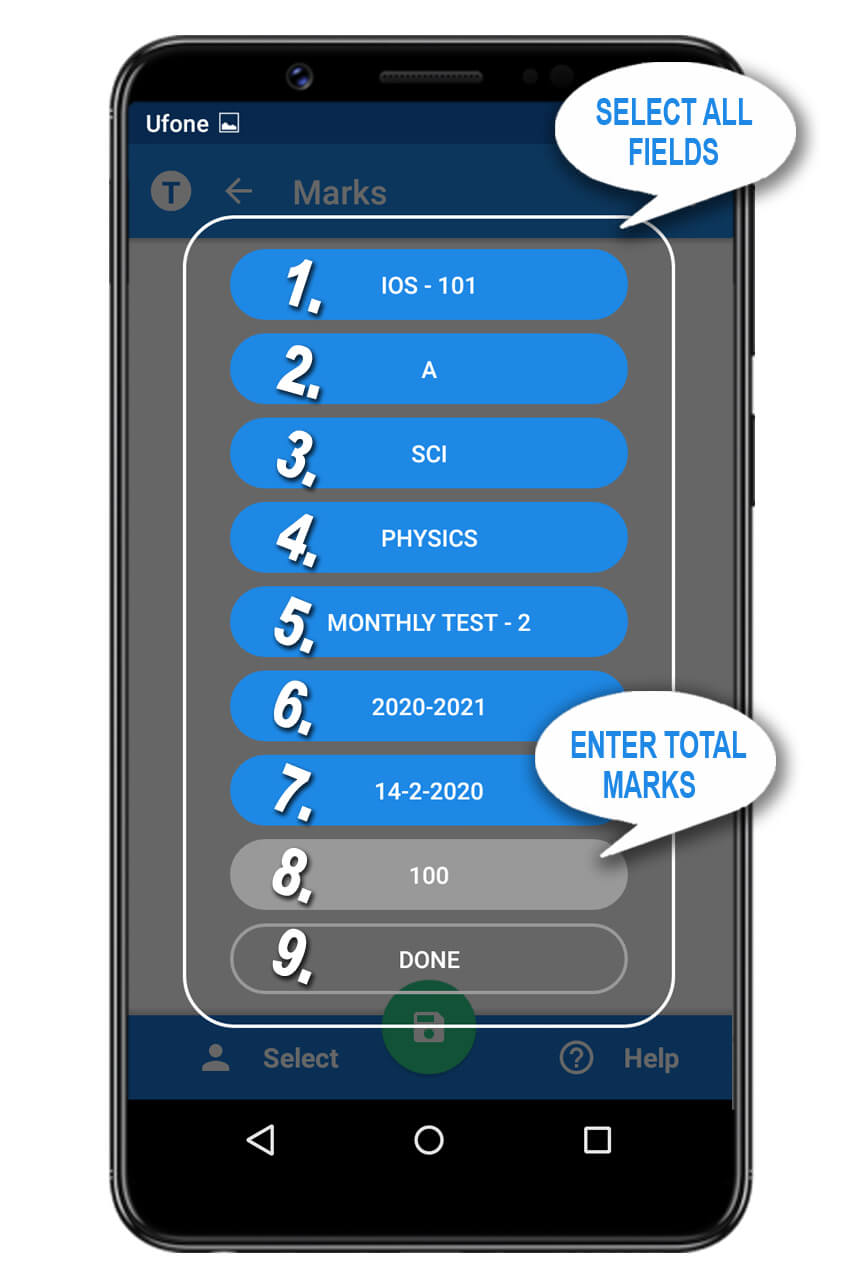 Ufone
SELECT ALL
FIELDS
T
Marks
1. IOS - 101
2. A
3. SCI
4. PHYSICS
5. MONTHLY TEST - 2
6. 2020-2021
ENTER TOTAL
MARKS
7. 14-2-2020
8. 100
9. DONE
Select
Help